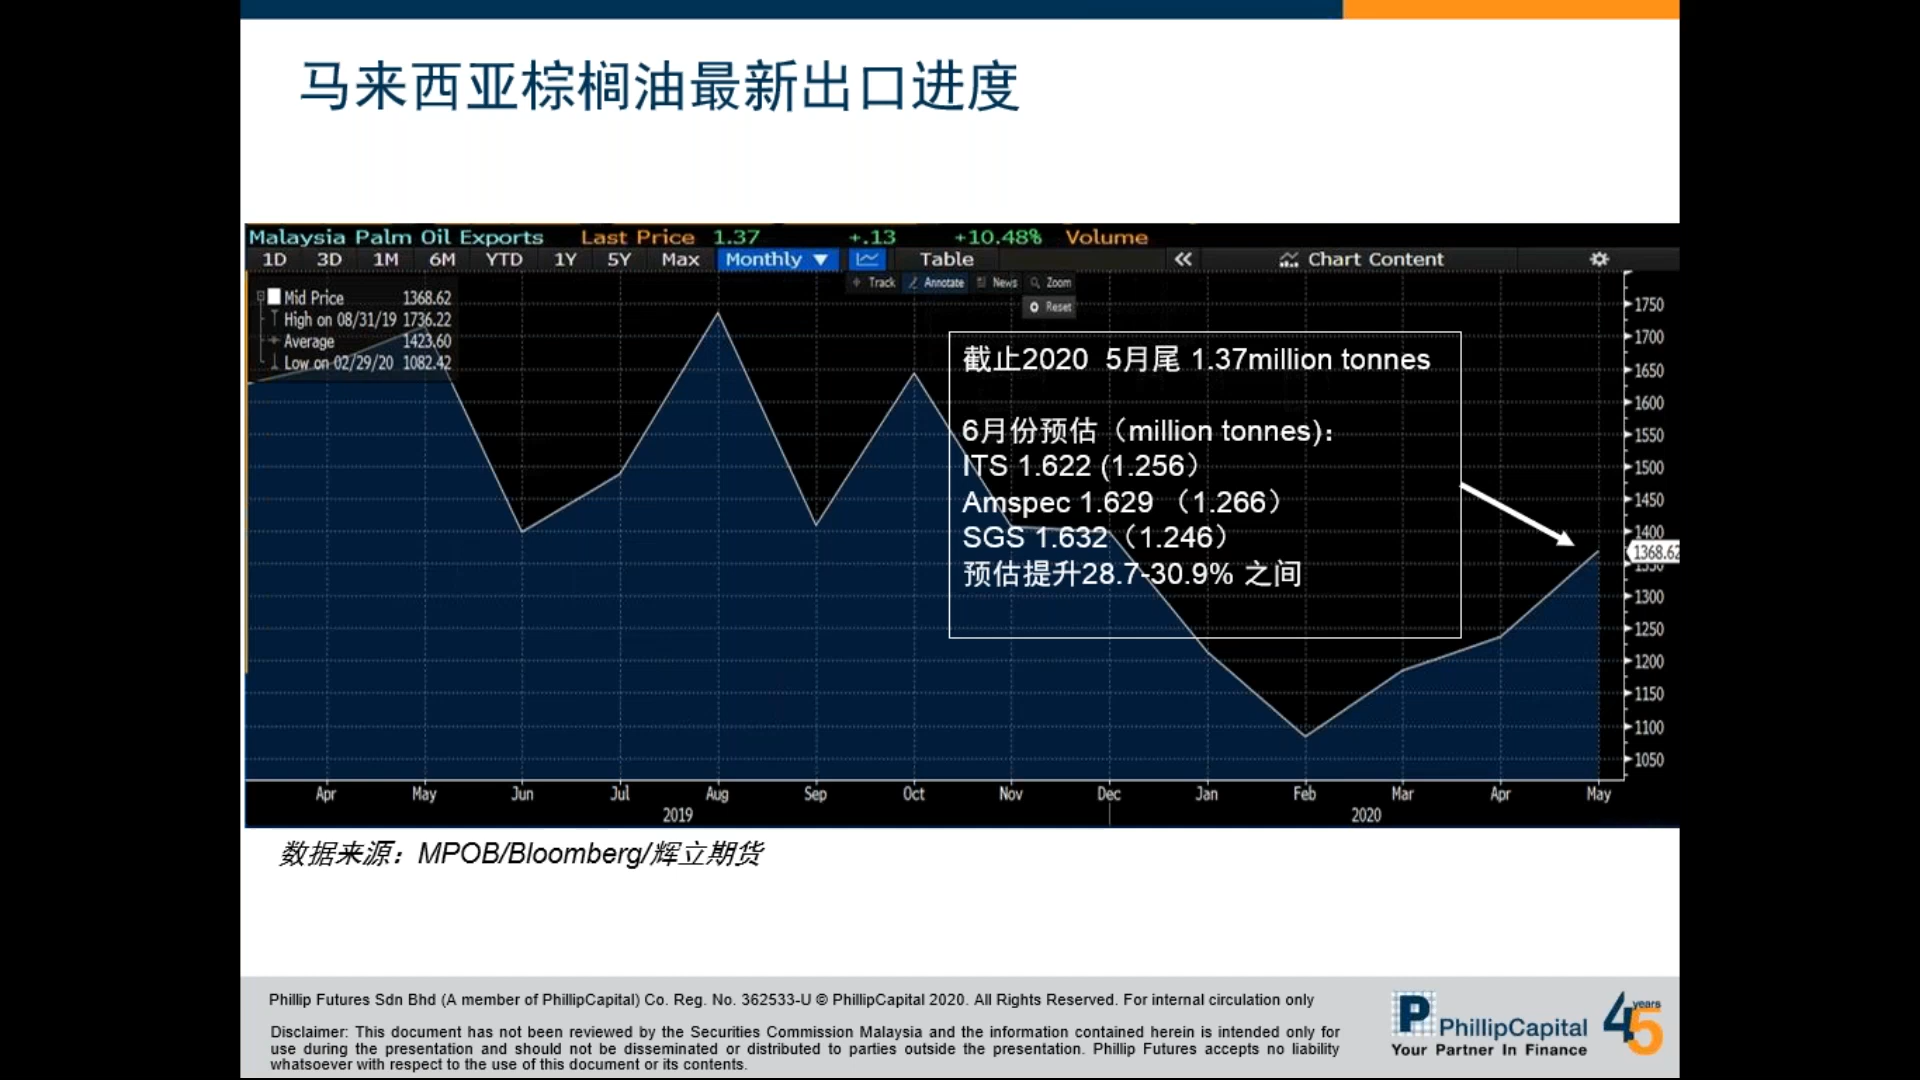 马来西亚棕榈油最新出口进度
Malaysia Palm Oil Exports Last Price 1.37 +.13 +10.48% Volume
1D 3D 1M 6M YTD 1Y 5Y Max Monthly ▼ Table « Chart Content
Track Annotate News Zoom
Reset
Mid Price 1368.62
High on 08/31/19 1736.22
Average 1423.60
Low on 02/29/20 1082.42
截止2020 5月尾 1.37million tonnes
6月份预估（million tonnes)：
ITS 1.622 (1.256）
Amspec 1.629 （1.266）
SGS 1.632（1.246）
预估提升28.7-30.9% 之间
1750
1700
1650
1600
1550
1500
1450
1400
1368.62
1350
1300
1250
1200
1150
1100
1050
Apr May Jun Jul Aug Sep Oct Nov Dec Jan Feb Mar Apr May
2019 2020
数据来源：MPOB/Bloomberg/辉立期货
Phillip Futures Sdn Bhd (A member of PhillipCapital) Co. Reg. No. 362533-U © PhillipCapital 2020. All Rights Reserved. For internal circulation only
Disclaimer: This document has not been reviewed by the Securities Commission Malaysia and the information contained herein is intended only for
use during the presentation and should not be disseminated or distributed to parties outside the presentation. Phillip Futures accepts no liability
whatsoever with respect to the use of this document or its contents.
P PhillipCapital
Your Partner In Finance
45 years